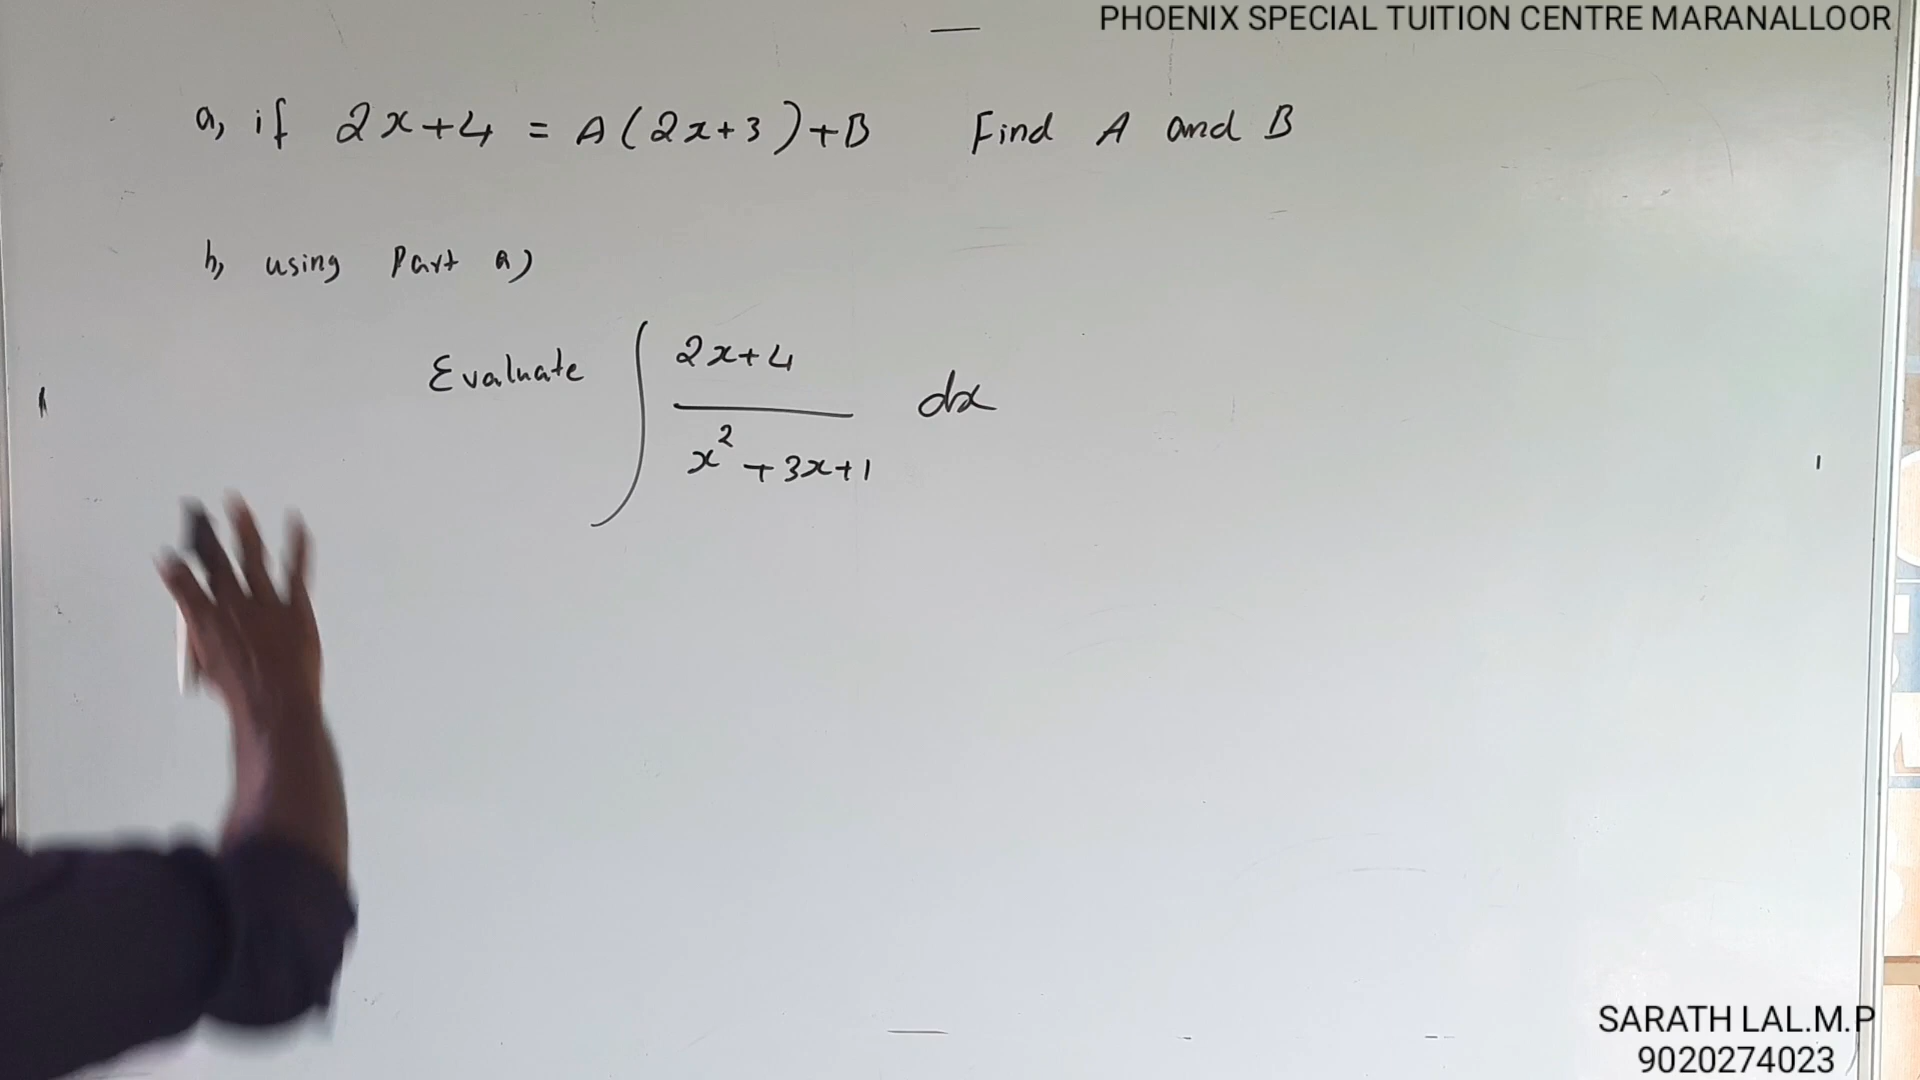 PHOENIX SPECIAL TUITION CENTRE MARANALLOOR
a, if 2x+4 = A(2x+3)+B Find A and B
b, using Part a)
Evaluate ∫ 2x+4
dx
x² + 3x+1
SARATH LAL.M.P
9020274023